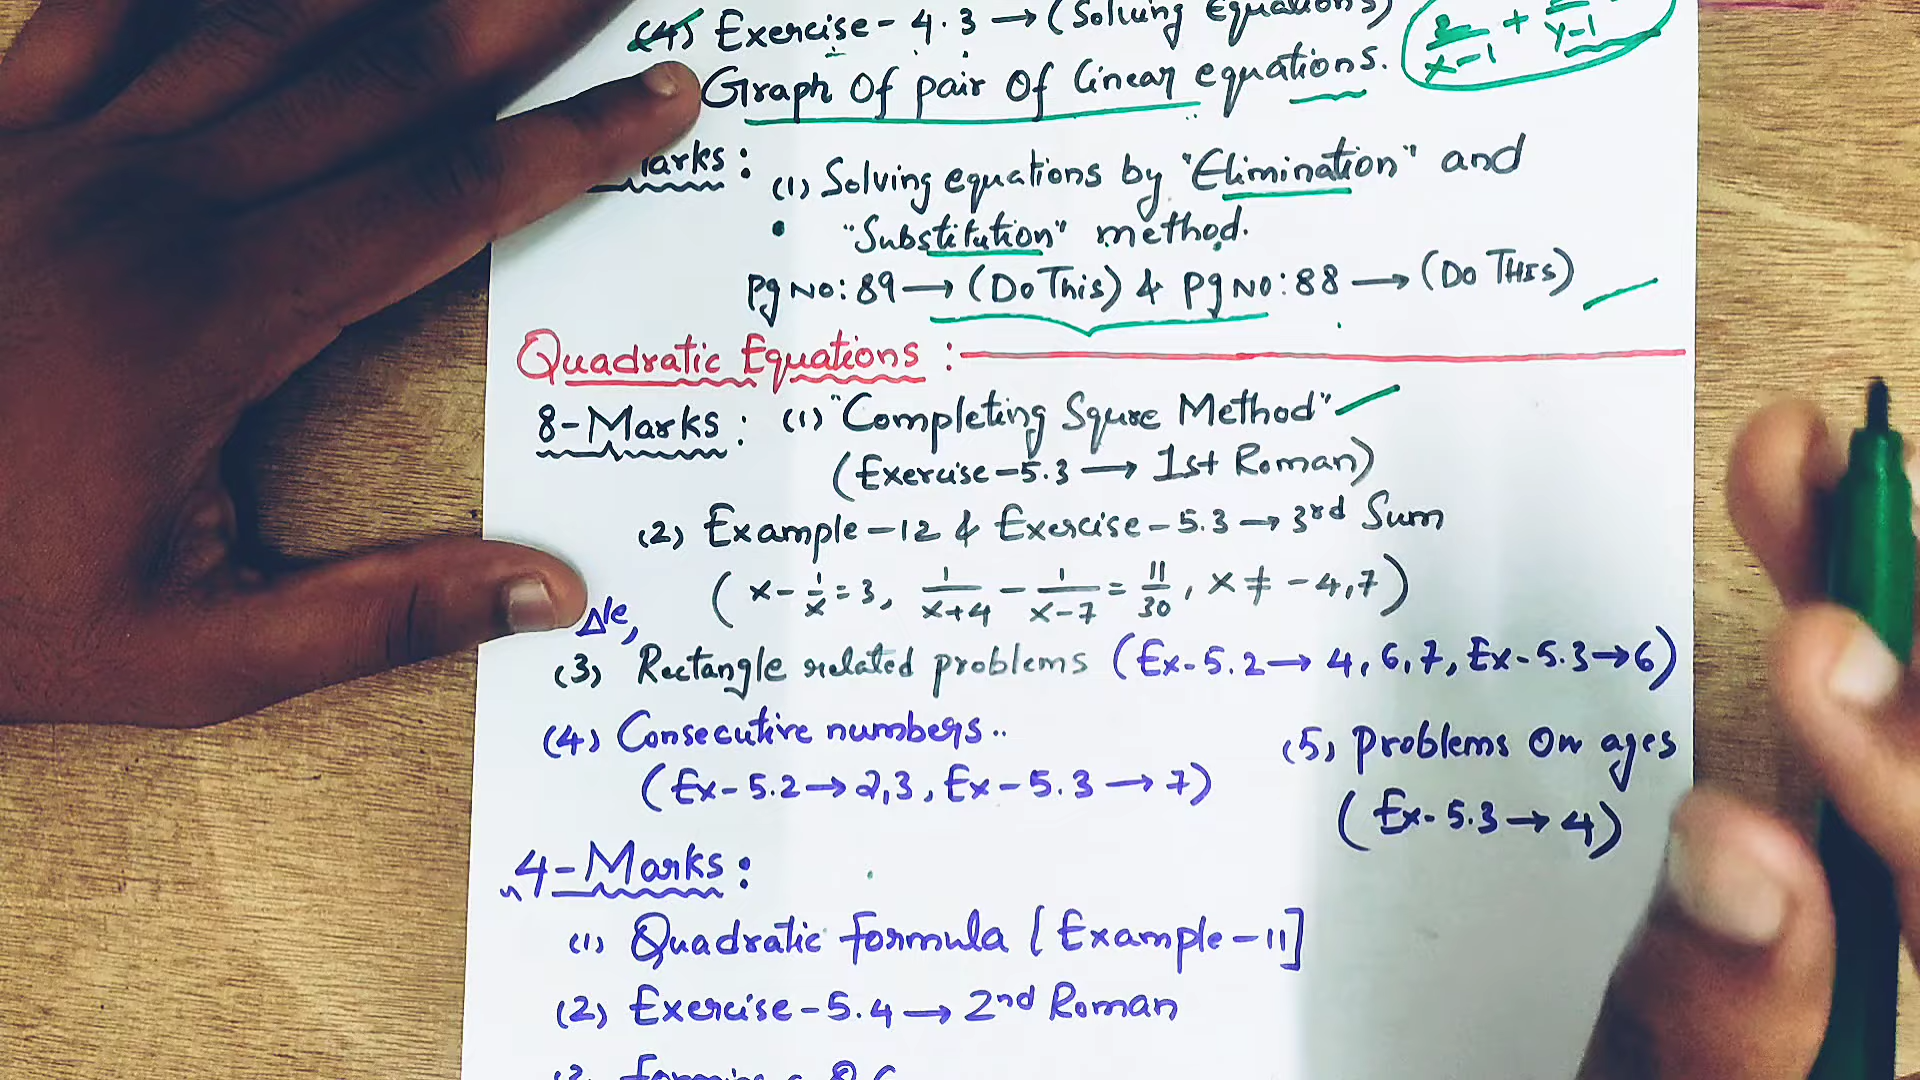 (4) Exercise-4.3 → (Solving Equations)
2/x-1 + /y-1
Graph Of pair Of linear equations.
arks :
(1) Solving equations by "Elimination" and
• "Substitution" method.
Pg No: 89 → (Do This) & Pg No: 88 → (Do THIS)
Quadratic Equations :
8-Marks : (1) "Completing Squre Method"
(Exercise-5.3 → 1st Roman)
(2) Example-12 & Exercise-5.3 → 3rd Sum
(x - 1/x = 3, 1/x+4 - 1/x-7 = 11/30, x ≠ -4,7)
Δle,
(3) Rectangle related problems (Ex-5.2 → 4,6,7, Ex-5.3 → 6)
(4) Consecutive numbers..
(Ex-5.2 → 2,3, Ex-5.3 → 7)
(5) Problems On ages
(Ex-5.3 → 4)
4-Marks :
(1) Quadratic formula [Example-11]
(2) Exercise-5.4 → 2nd Roman